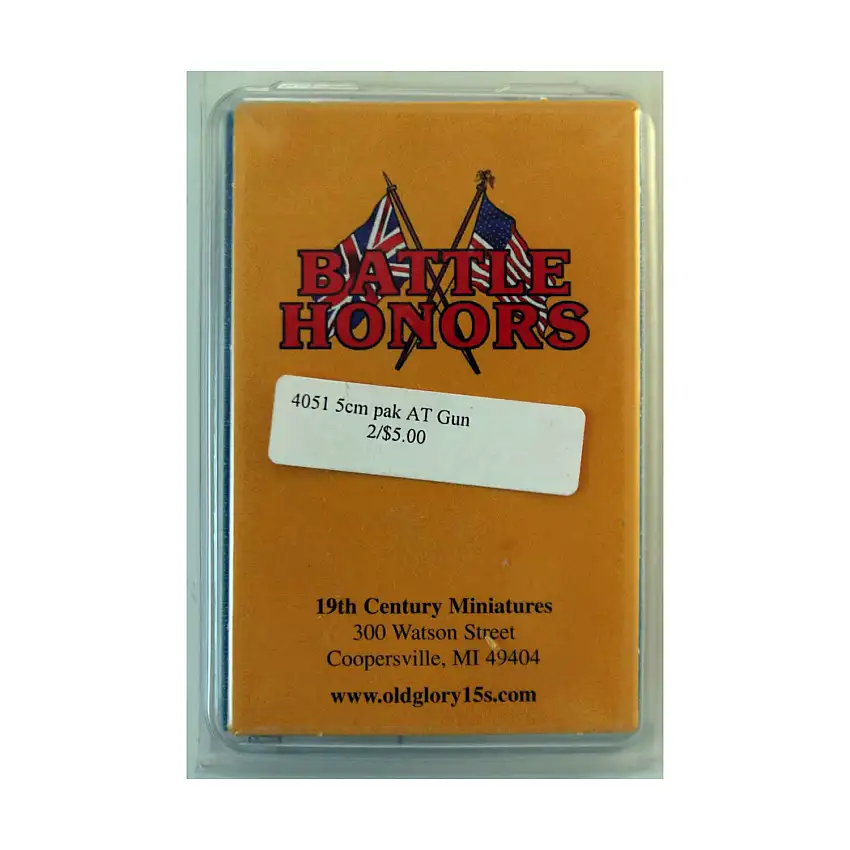 BATTLE
HONORS
4051 5cm pak AT Gun
2/$5.00
19th Century Miniatures
300 Watson Street
Coopersville, MI 49404
www.oldglory15s.com